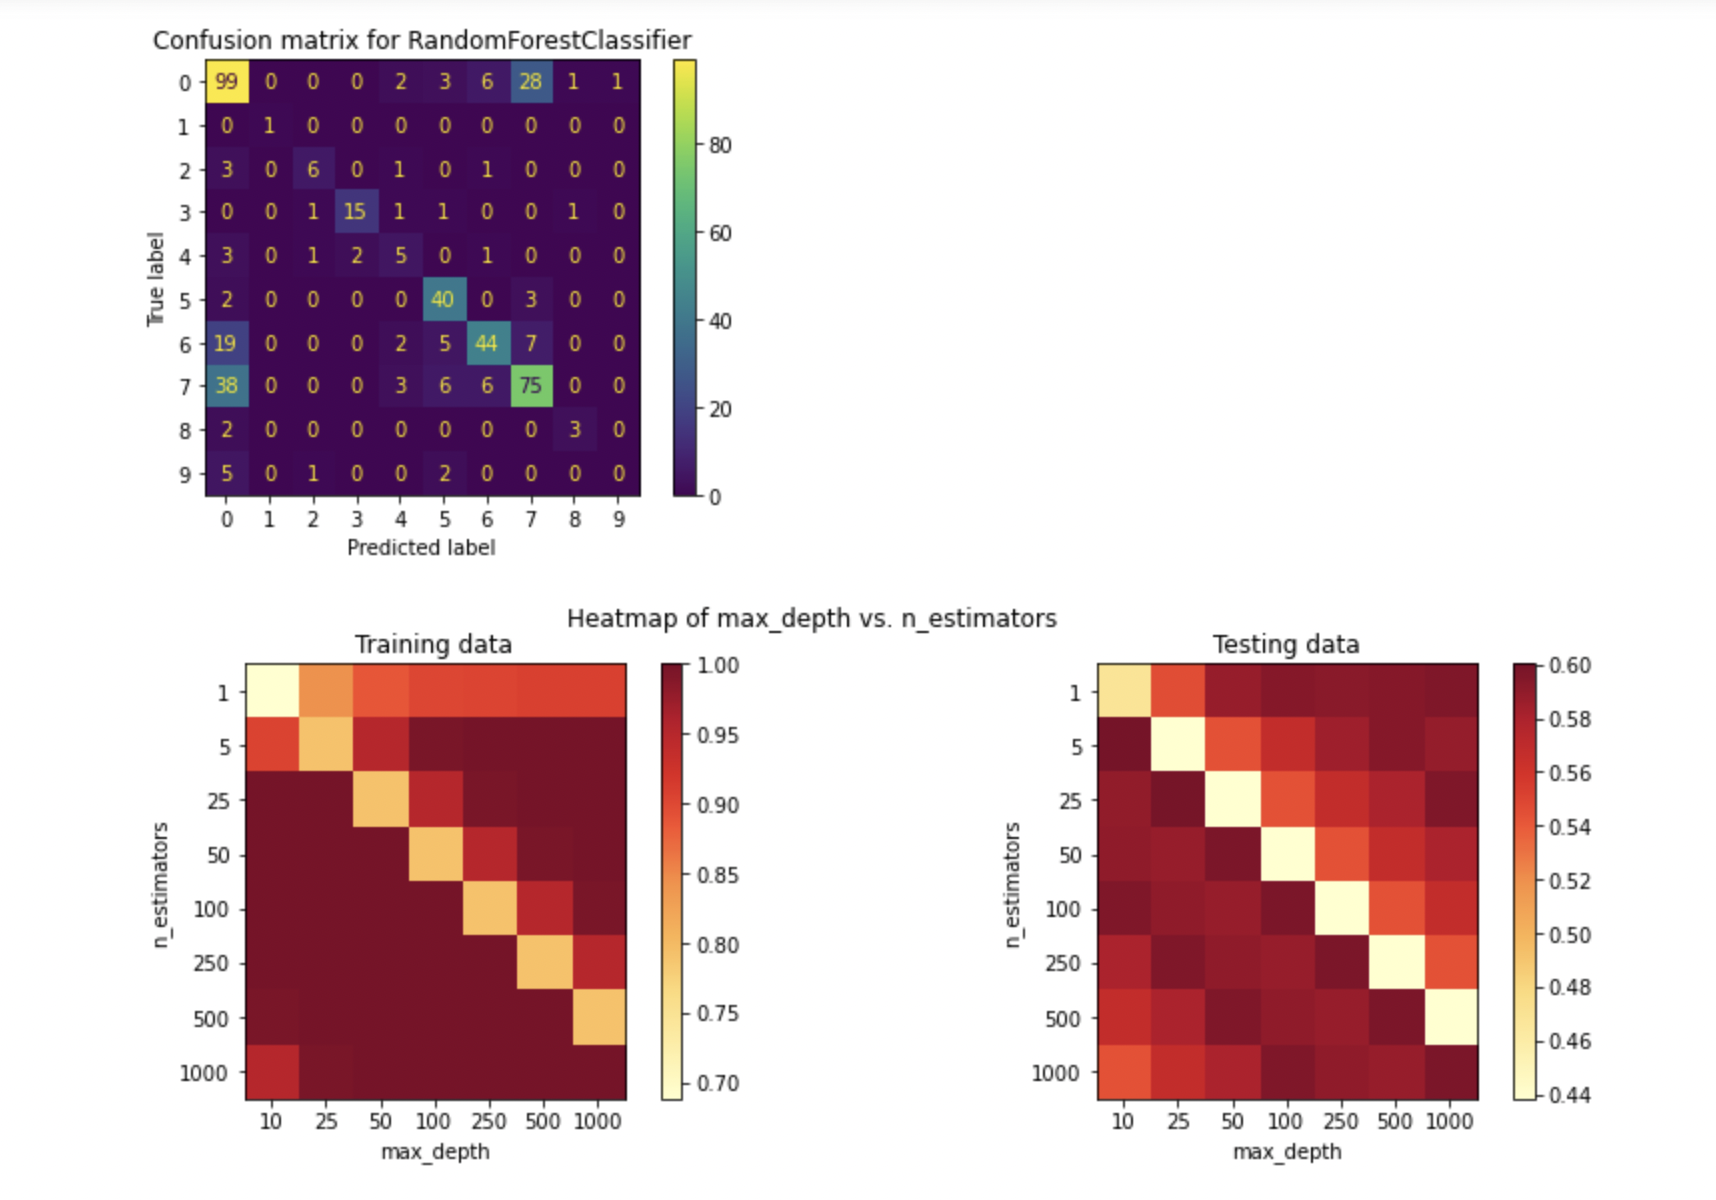 Confusion matrix for RandomForestClassifier
0 99 0 0 0 2 3 6 28 1 1
1 0 1 0 0 0 0 0 0 0 0
2 3 0 6 0 1 0 1 0 0 0
3 0 0 1 15 1 1 0 0 1 0
4 3 0 1 2 5 0 1 0 0 0
5 2 0 0 0 0 40 0 3 0 0
6 19 0 0 0 2 5 44 7 0 0
7 38 0 0 0 3 6 6 75 0 0
8 2 0 0 0 0 0 0 0 3 0
9 5 0 1 0 0 2 0 0 0 0
0 1 2 3 4 5 6 7 8 9
True label
Predicted label
80
60
40
20
0
Heatmap of max_depth vs. n_estimators
Training data
1
5
25
50
100
250
500
1000
n_estimators
10 25 50 100 250 500 1000
max_depth
1.00
0.95
0.90
0.85
0.80
0.75
0.70
Testing data
1
5
25
50
100
250
500
1000
n_estimators
10 25 50 100 250 500 1000
max_depth
0.60
0.58
0.56
0.54
0.52
0.50
0.48
0.46
0.44